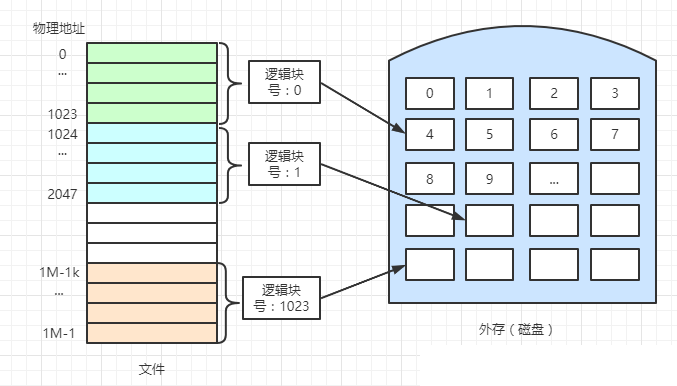 物理地址
0
...
1023
1024
...
2047
1M-1k
...
1M-1
文件
逻辑块
号：0
逻辑块
号：1
逻辑块
号：1023
0 1 2 3
4 5 6 7
8 9 ...
外存（磁盘）